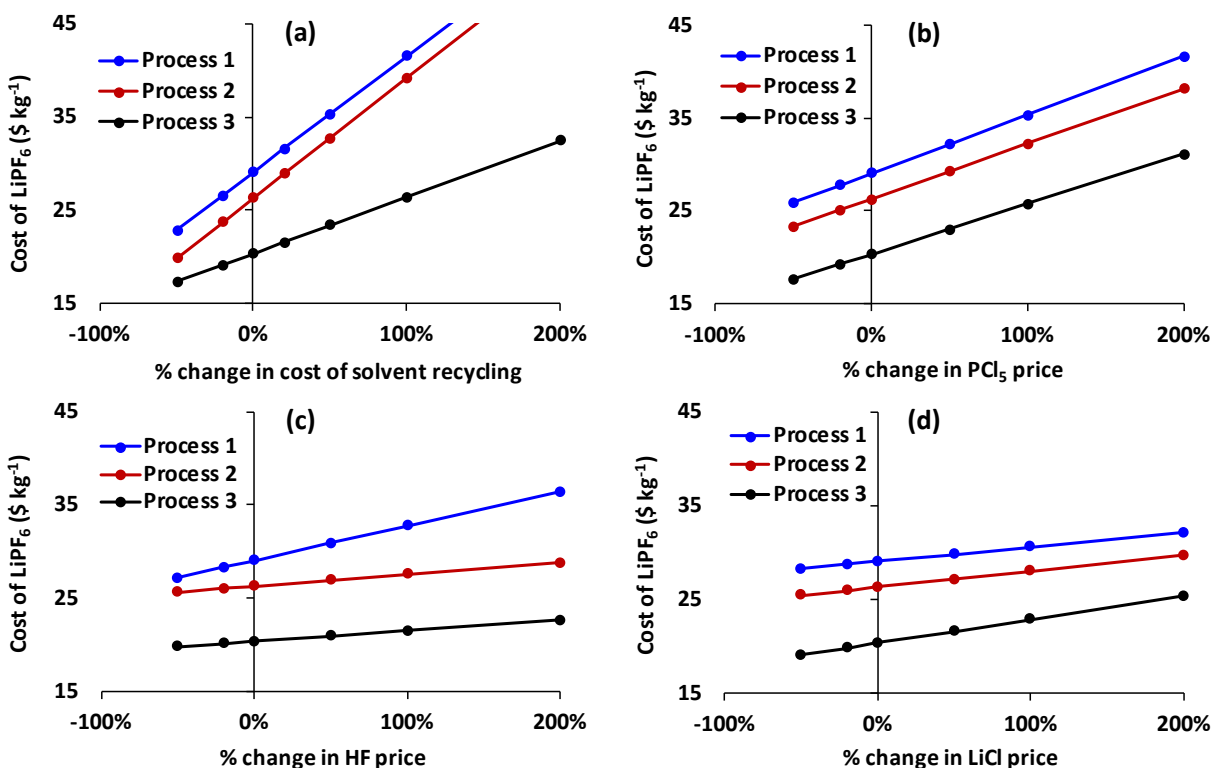 (a)
Cost of LiPF6 ($ kg-1)
45
35
25
15
Process 1
Process 2
Process 3
-100% 0% 100% 200%
% change in cost of solvent recycling
(b)
Cost of LiPF6 ($ kg-1)
45
35
25
15
Process 1
Process 2
Process 3
-100% 0% 100% 200%
% change in PCl5 price
(c)
Cost of LiPF6 ($ kg-1)
45
35
25
15
Process 1
Process 2
Process 3
-100% 0% 100% 200%
% change in HF price
(d)
Cost of LiPF6 ($ kg-1)
45
35
25
15
Process 1
Process 2
Process 3
-100% 0% 100% 200%
% change in LiCl price